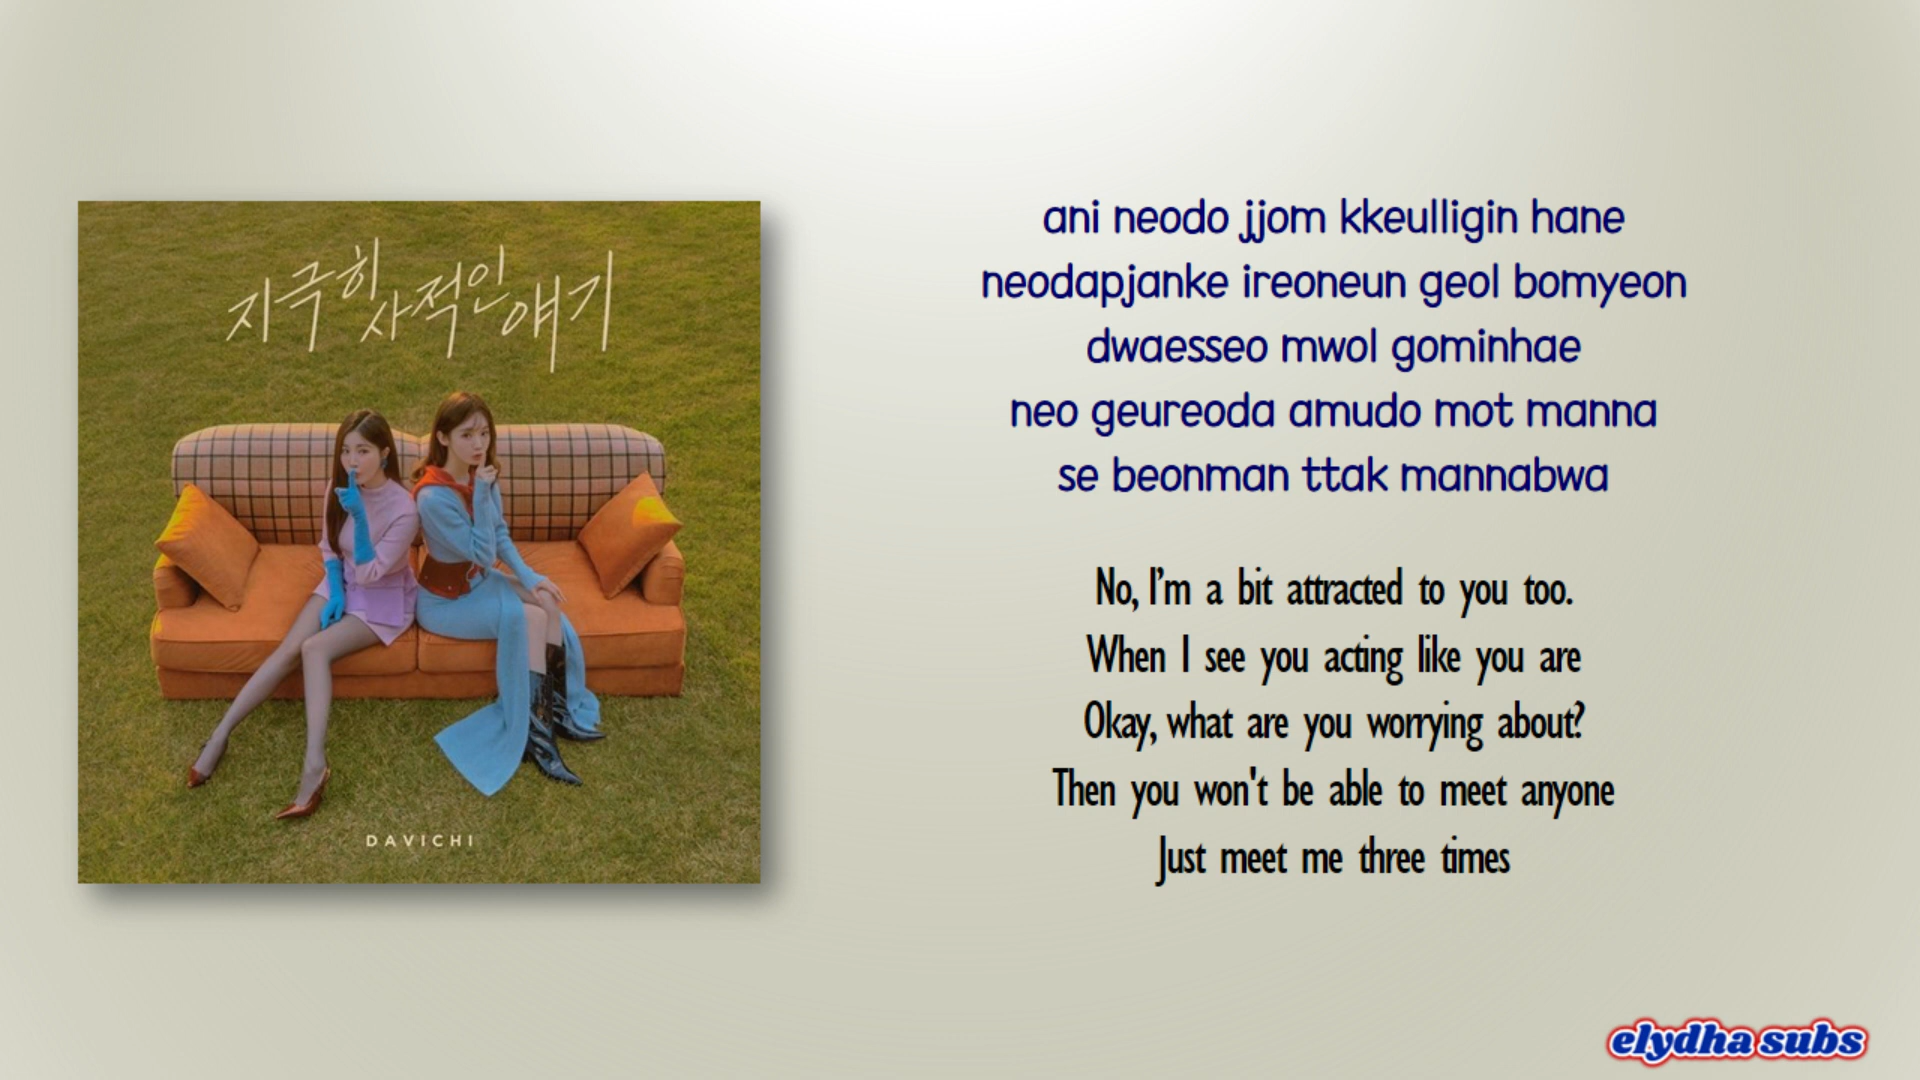 지극히
사적인
얘기
DAVICHI
ani neodo jjom kkeulligin hane
neodapjanke ireoneun geol bomyeon
dwaesseo mwol gominhae
neo geureoda amudo mot manna
se beonman ttak mannabwa
No, I'm a bit attracted to you too.
When I see you acting like you are
Okay, what are you worrying about?
Then you won't be able to meet anyone
Just meet me three times
elydha subs